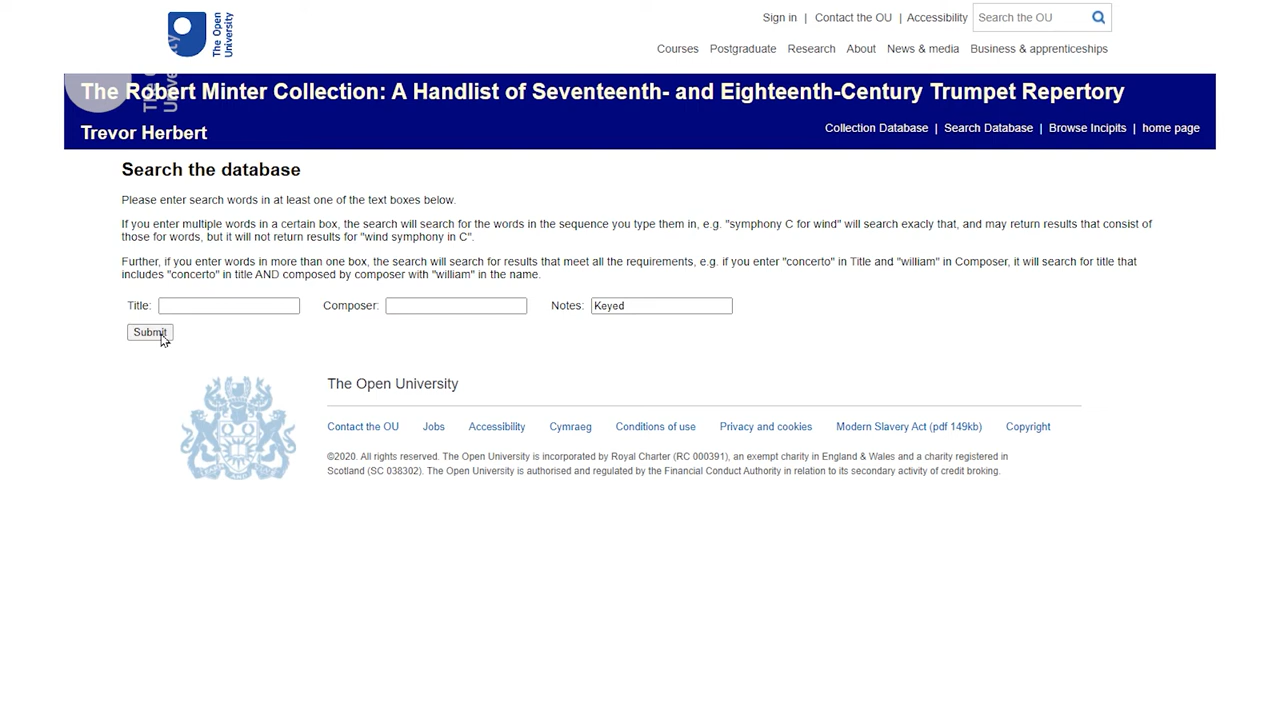 The Open University
Sign in | Contact the OU | Accessibility Search the OU
Courses Postgraduate Research About News & media Business & apprenticeships
The Robert Minter Collection: A Handlist of Seventeenth- and Eighteenth-Century Trumpet Repertory
Trevor Herbert
Collection Database | Search Database | Browse Incipits | home page
Search the database
Please enter search words in at least one of the text boxes below.
If you enter multiple words in a certain box, the search will search for the words in the sequence you type them in, e.g. "symphony C for wind" will search exacly that, and may return results that consist of
those for words, but it will not return results for "wind symphony in C".
Further, if you enter words in more than one box, the search will search for results that meet all the requirements, e.g. if you enter "concerto" in Title and "william" in Composer, it will search for title that
includes "concerto" in title AND composed by composer with "william" in the name.
Title: Composer: Notes: Keyed
Submit
The Open University
Contact the OU Jobs Accessibility Cymraeg Conditions of use Privacy and cookies Modern Slavery Act (pdf 149kb) Copyright
©2020. All rights reserved. The Open University is incorporated by Royal Charter (RC 000391), an exempt charity in England & Wales and a charity registered in
Scotland (SC 038302). The Open University is authorised and regulated by the Financial Conduct Authority in relation to its secondary activity of credit broking.